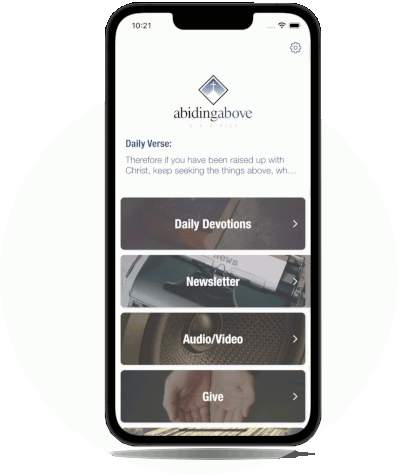 10:21
abidingabove
Daily Verse:
Therefore if you have been raised up with
Christ, keep seeking the things above, wh...
Daily Devotions
NEWS
Newsletter
Audio/Video
Give